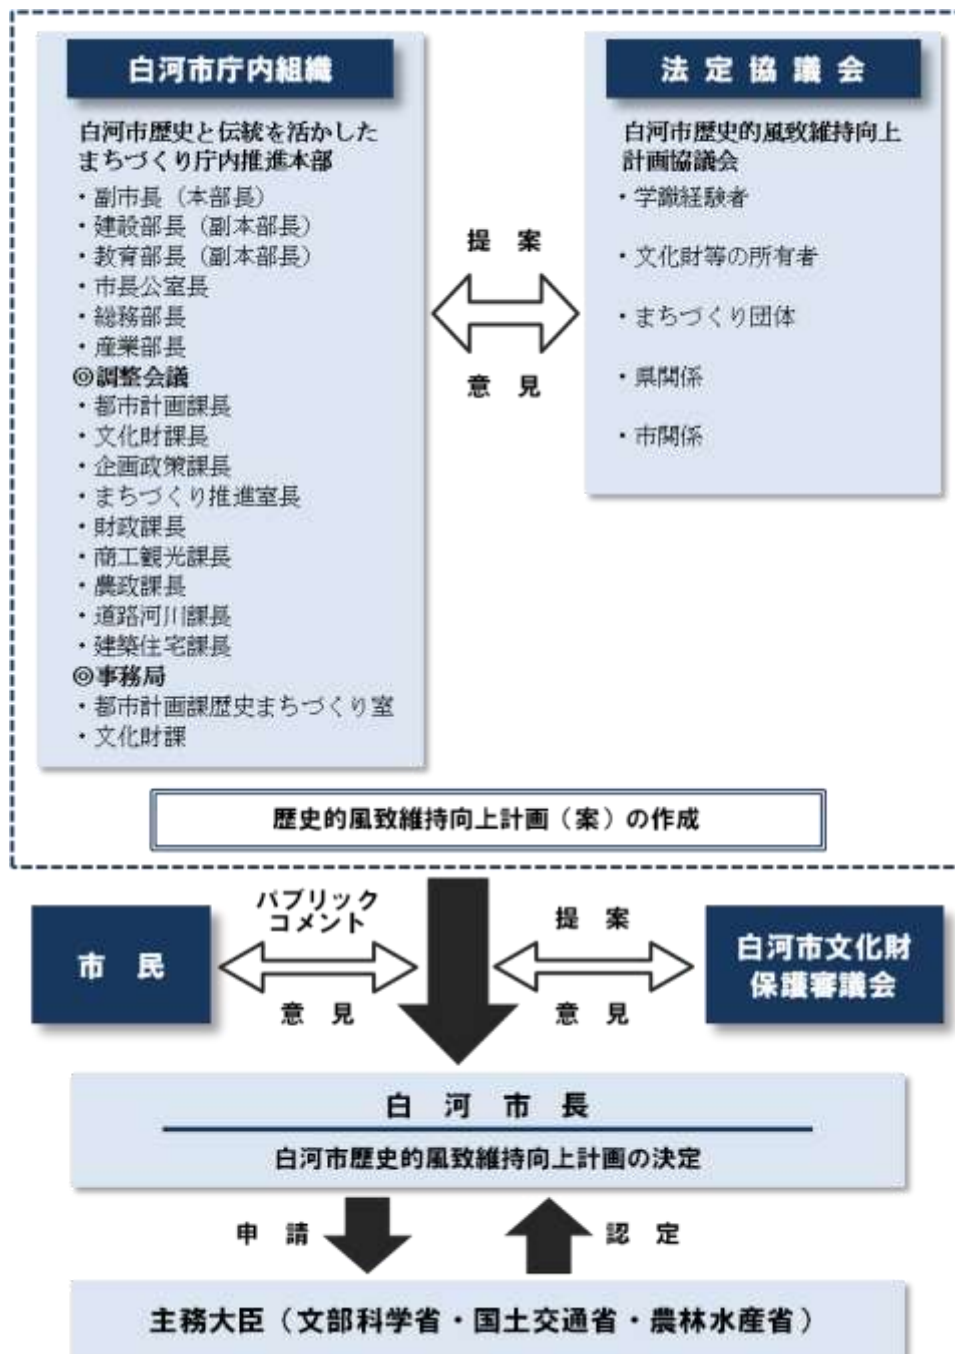 白河市庁内組織
白河市歴史と伝統を活かした
まちづくり庁内推進本部
・副市長（本部長）
・建設部長（副本部長）
・教育部長（副本部長）
・市長公室長
・総務部長
・産業部長
◎調整会議
・都市計画課長
・文化財課長
・企画政策課長
・まちづくり推進室長
・財政課長
・商工観光課長
・農政課長
・道路河川課長
・建築住宅課長
◎事務局
・都市計画課歴史まちづくり室
・文化財課
提　案
意　見
法 定 協 議 会
白河市歴史的風致維持向上
計画協議会
・学識経験者
・文化財等の所有者
・まちづくり団体
・県関係
・市関係
歴史的風致維持向上計画（案）の作成
市　民
パブリック
コメント
意　見
提　案
意　見
白河市文化財
保護審議会
白　河　市　長
白河市歴史的風致維持向上計画の決定
申　請
認　定
主務大臣（文部科学省・国土交通省・農林水産省）